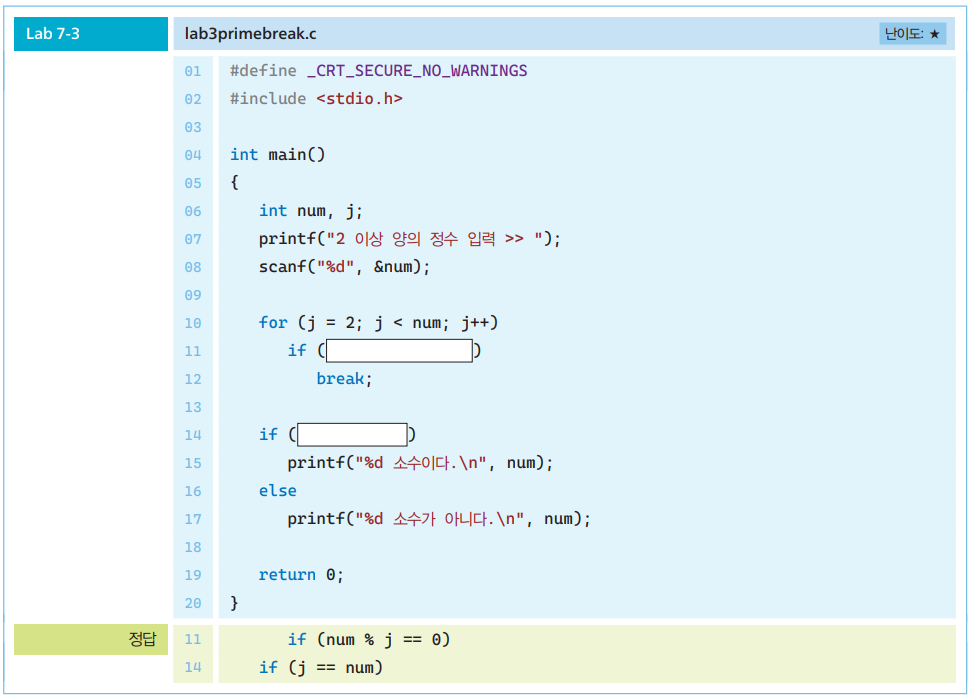 Lab 7-3 lab3primebreak.c 난이도: ★
01 #define _CRT_SECURE_NO_WARNINGS
02 #include <stdio.h>
03
04 int main()
05 {
06 int num, j;
07 printf("2 이상 양의 정수 입력 >> ");
08 scanf("%d", &num);
09
10 for (j = 2; j < num; j++)
11 if ( )
12 break;
13
14 if ( )
15 printf("%d 소수이다.\n", num);
16 else
17 printf("%d 소수가 아니다.\n", num);
18
19 return 0;
20 }
정답 11 if (num % j == 0)
14 if (j == num)